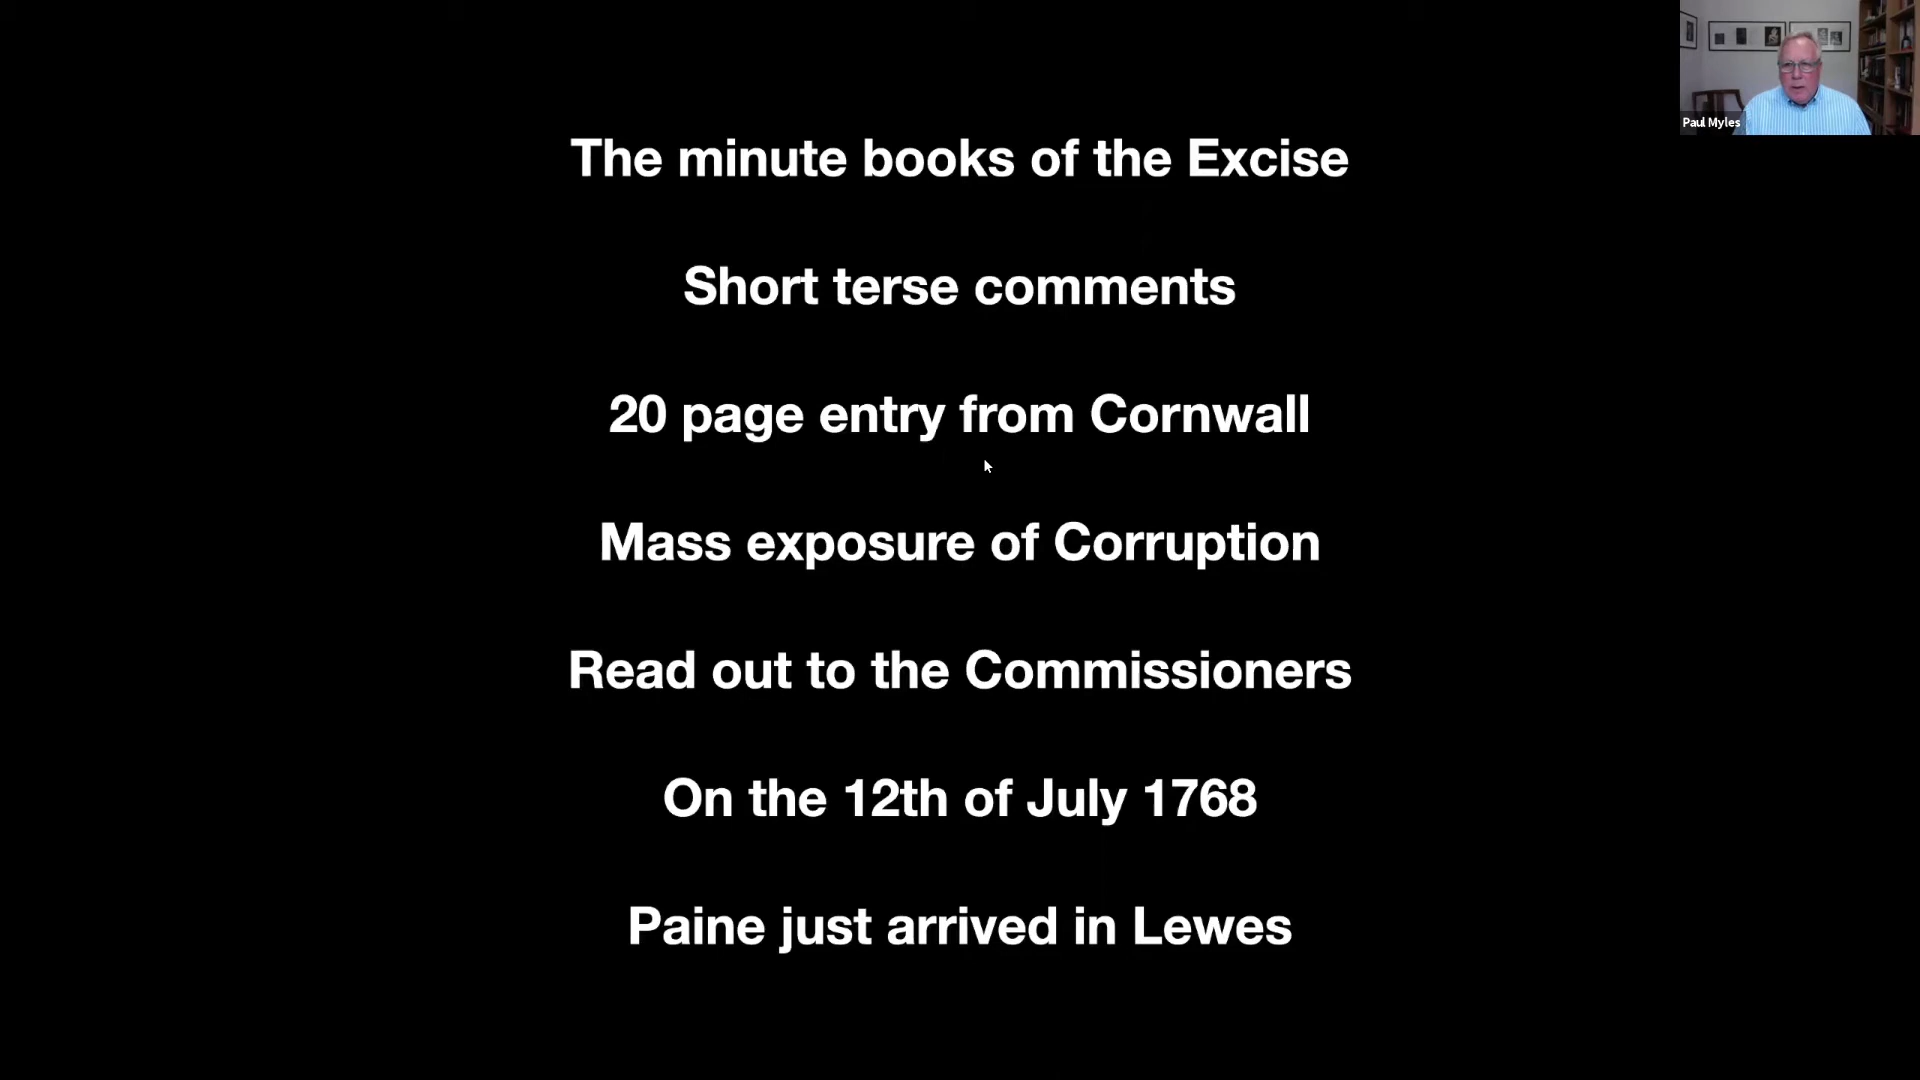 Paul Myles
The minute books of the Excise
Short terse comments
20 page entry from Cornwall
Mass exposure of Corruption
Read out to the Commissioners
On the 12th of July 1768
Paine just arrived in Lewes